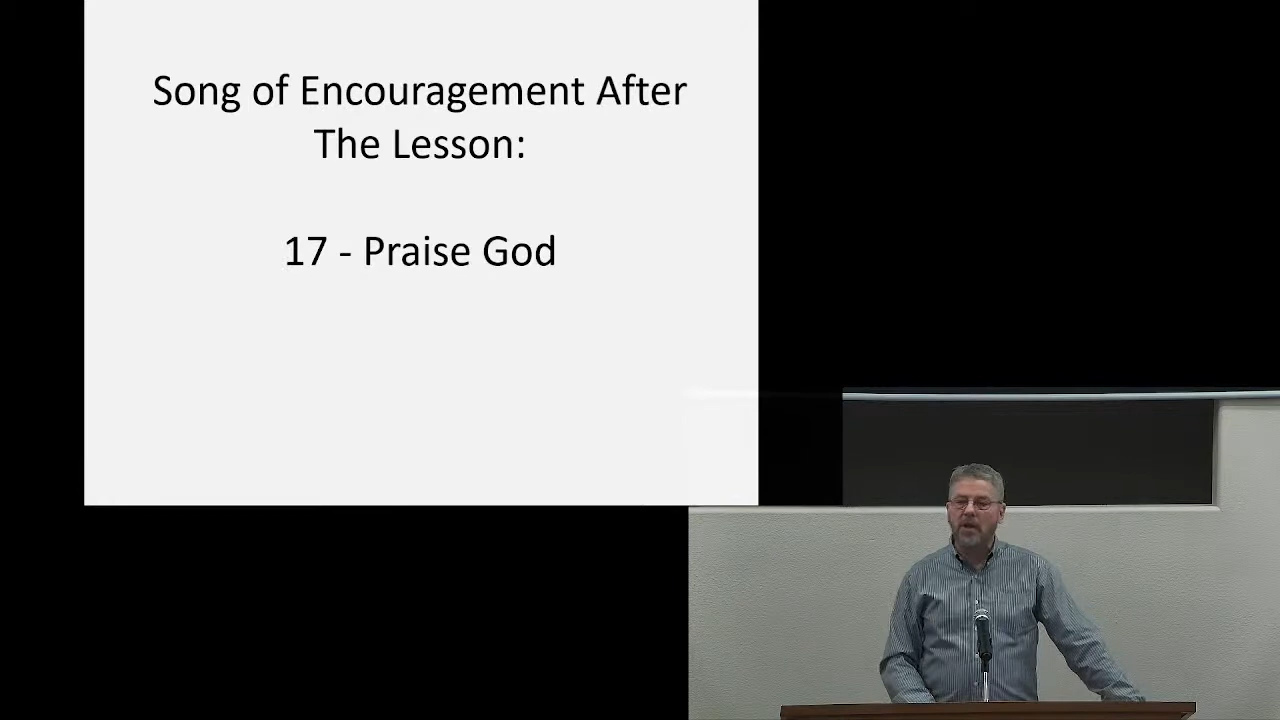 Song of Encouragement After
The Lesson:
17 - Praise God